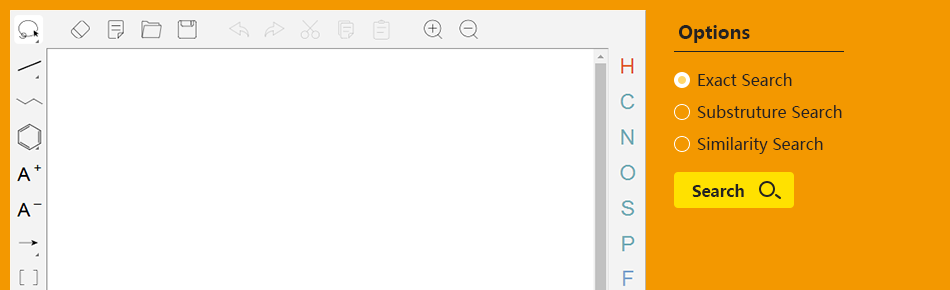 Options
Exact Search
Substruture Search
Similarity Search
Search
H
C
N
O
S
P
F
A+
A−
[ ]